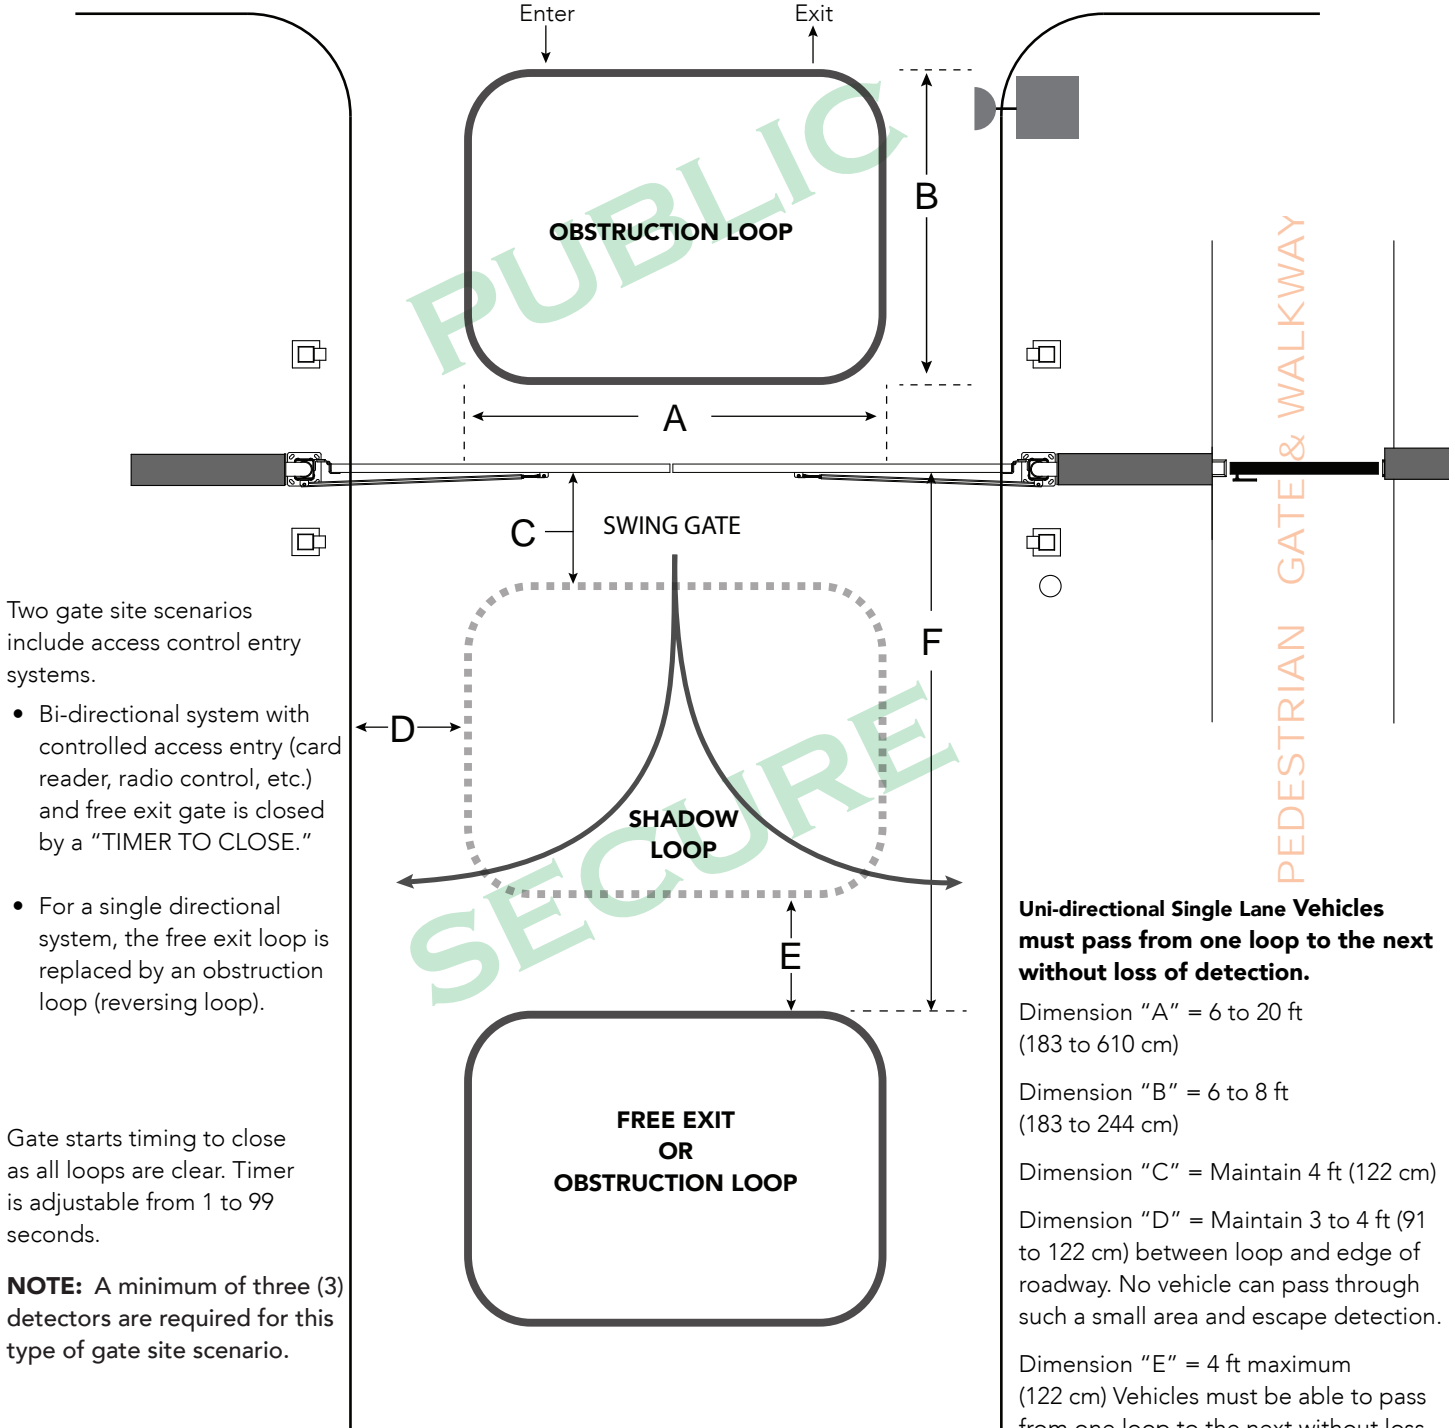 Enter
Exit
PUBLIC
OBSTRUCTION LOOP
B
A
C
SWING GATE
PEDESTRIAN GATE & WALKWAY
F
D
SECURE
SHADOW
LOOP
E
FREE EXIT
OR
OBSTRUCTION LOOP
Two gate site scenarios
include access control entry
systems.
• Bi-directional system with
controlled access entry (card
reader, radio control, etc.)
and free exit gate is closed
by a “TIMER TO CLOSE.”
• For a single directional
system, the free exit loop is
replaced by an obstruction
loop (reversing loop).
Gate starts timing to close
as all loops are clear. Timer
is adjustable from 1 to 99
seconds.
NOTE: A minimum of three (3)
detectors are required for this
type of gate site scenario.
Uni-directional Single Lane Vehicles
must pass from one loop to the next
without loss of detection.
Dimension “A” = 6 to 20 ft
(183 to 610 cm)
Dimension “B” = 6 to 8 ft
(183 to 244 cm)
Dimension “C” = Maintain 4 ft (122 cm)
Dimension “D” = Maintain 3 to 4 ft (91
to 122 cm) between loop and edge of
roadway. No vehicle can pass through
such a small area and escape detection.
Dimension “E” = 4 ft maximum
(122 cm) Vehicles must be able to pass
from one loop to the next without loss